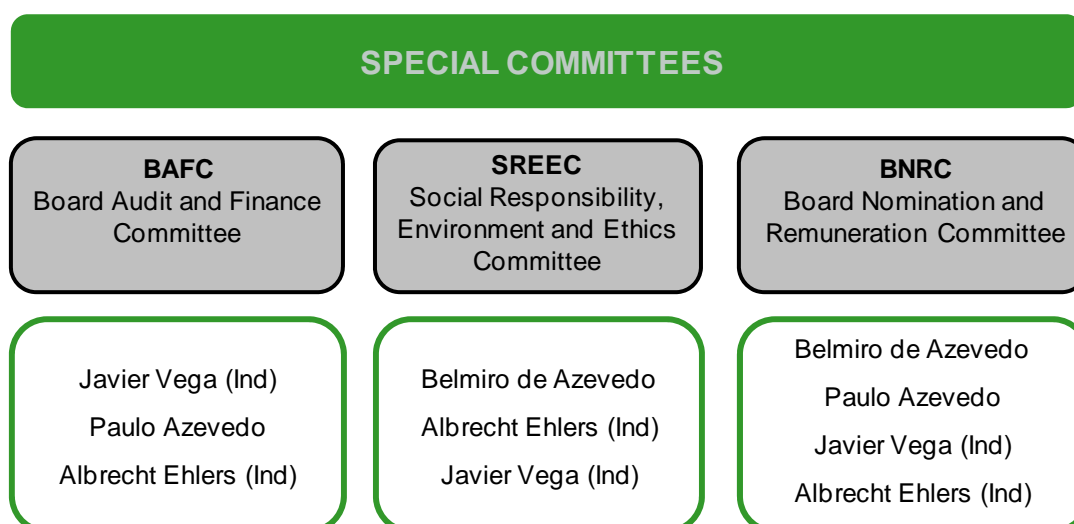 SPECIAL COMMITTEES
BAFC
Board Audit and Finance
Committee
SREEC
Social Responsibility,
Environment and Ethics
Committee
BNRC
Board Nomination and
Remuneration Committee
Javier Vega (Ind)
Paulo Azevedo
Albrecht Ehlers (Ind)
Belmiro de Azevedo
Albrecht Ehlers (Ind)
Javier Vega (Ind)
Belmiro de Azevedo
Paulo Azevedo
Javier Vega (Ind)
Albrecht Ehlers (Ind)